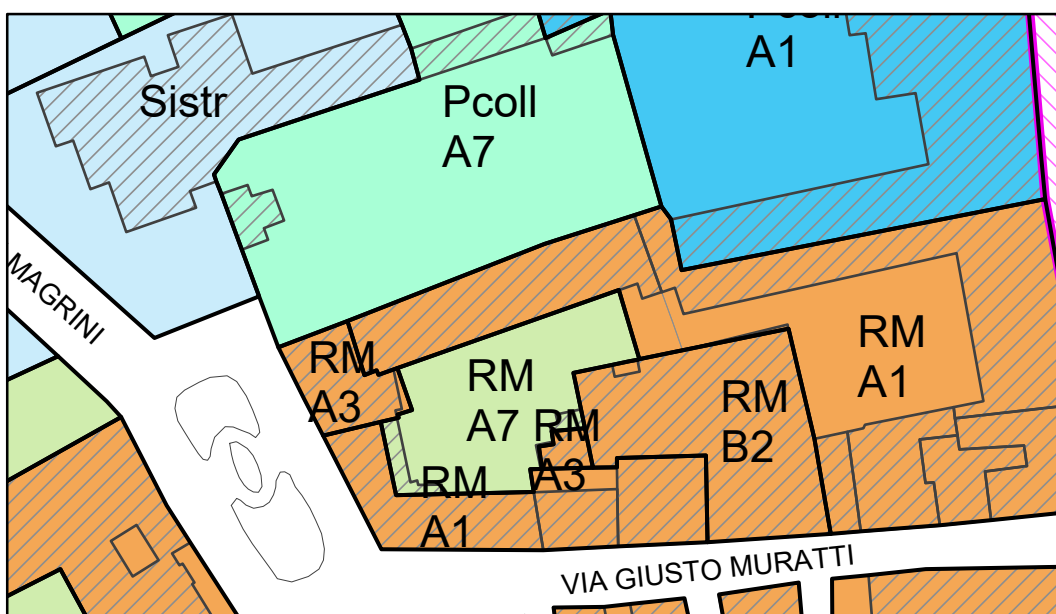 Pcoll
A1
Sistr
Pcoll
A7
MAGRINI
RM
A3
RM
A7
RM
A1
RM
B2
RM
A3
RM
A1
VIA GIUSTO MURATTI